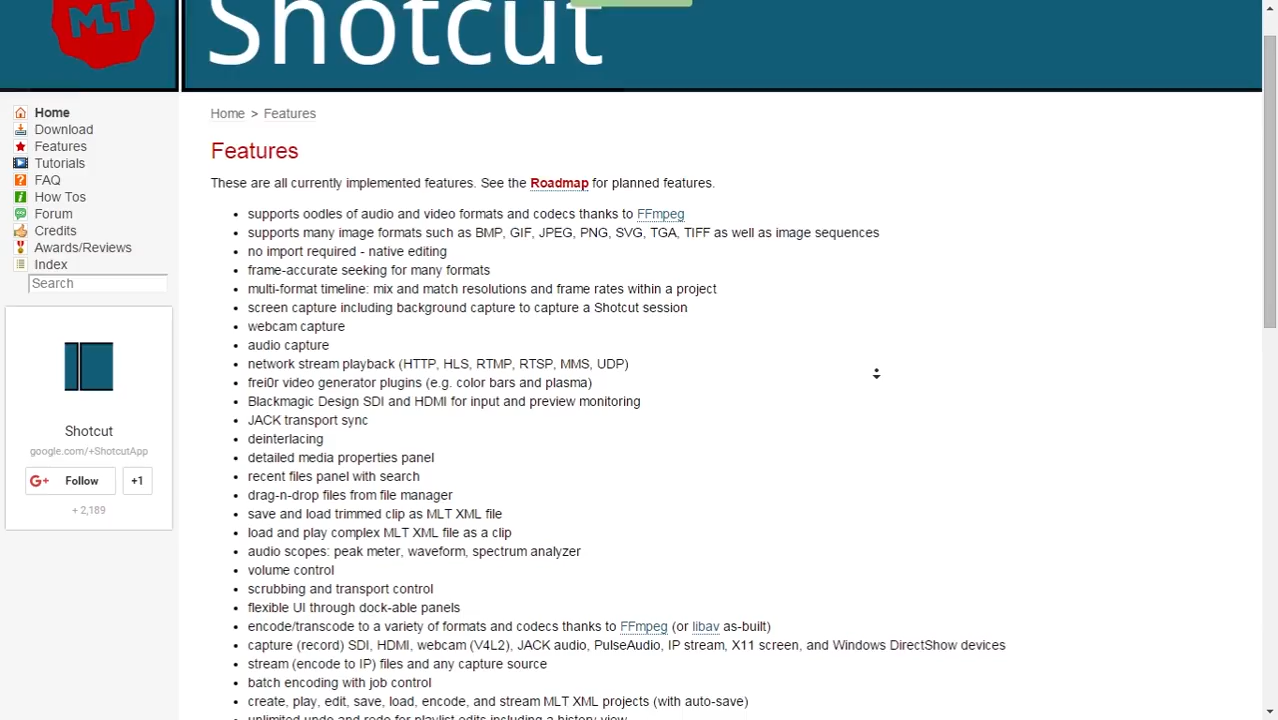 MLT
Shotcut
Home
Download
Features
Tutorials
FAQ
How Tos
Forum
Credits
Awards/Reviews
Index
Search
Shotcut
google.com/+ShotcutApp
G+ Follow +1
+ 2,189
Home > Features
Features
These are all currently implemented features. See the Roadmap for planned features.
• supports oodles of audio and video formats and codecs thanks to FFmpeg
• supports many image formats such as BMP, GIF, JPEG, PNG, SVG, TGA, TIFF as well as image sequences
• no import required - native editing
• frame-accurate seeking for many formats
• multi-format timeline: mix and match resolutions and frame rates within a project
• screen capture including background capture to capture a Shotcut session
• webcam capture
• audio capture
• network stream playback (HTTP, HLS, RTMP, RTSP, MMS, UDP)
• frei0r video generator plugins (e.g. color bars and plasma)
• Blackmagic Design SDI and HDMI for input and preview monitoring
• JACK transport sync
• deinterlacing
• detailed media properties panel
• recent files panel with search
• drag-n-drop files from file manager
• save and load trimmed clip as MLT XML file
• load and play complex MLT XML file as a clip
• audio scopes: peak meter, waveform, spectrum analyzer
• volume control
• scrubbing and transport control
• flexible UI through dock-able panels
• encode/transcode to a variety of formats and codecs thanks to FFmpeg (or libav as-built)
• capture (record) SDI, HDMI, webcam (V4L2), JACK audio, PulseAudio, IP stream, X11 screen, and Windows DirectShow devices
• stream (encode to IP) files and any capture source
• batch encoding with job control
• create, play, edit, save, load, encode, and stream MLT XML projects (with auto-save)
• unlimited undo and redo for playlist edits including a history view